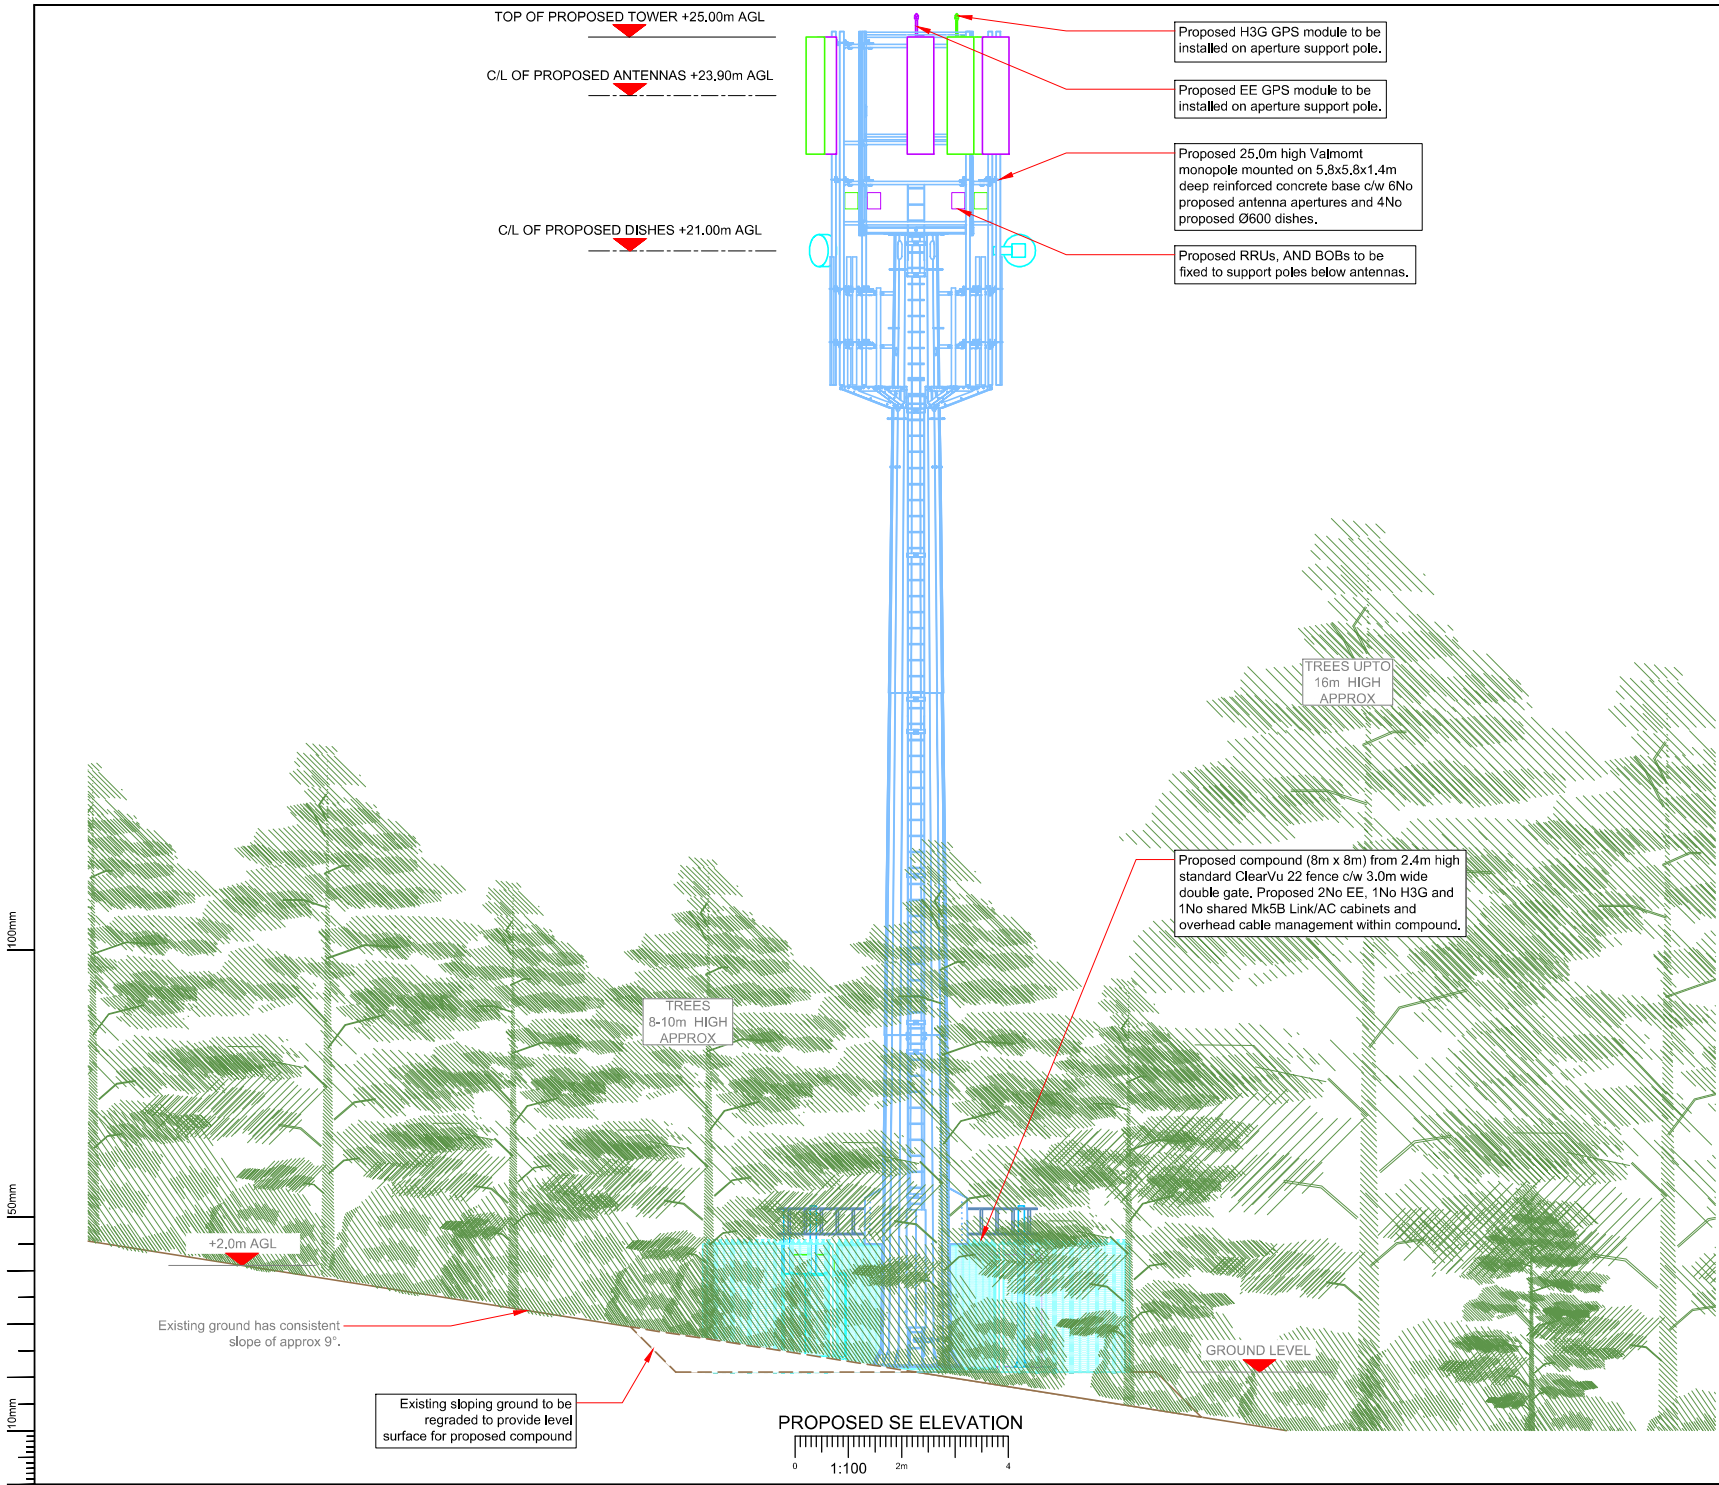 TOP OF PROPOSED TOWER +25.00m AGL
C/L OF PROPOSED ANTENNAS +23.90m AGL
C/L OF PROPOSED DISHES +21.00m AGL
Proposed H3G GPS module to be
installed on aperture support pole.
Proposed EE GPS module to be
installed on aperture support pole.
Proposed 25.0m high Valmomt
monopole mounted on 5.8x5.8x1.4m
deep reinforced concrete base c/w 6No
proposed antenna apertures and 4No
proposed Ø600 dishes.
Proposed RRUs, AND BOBs to be
fixed to support poles below antennas.
TREES UPTO
16m HIGH
APPROX
Proposed compound (8m x 8m) from 2.4m high
standard ClearVu 22 fence c/w 3.0m wide
double gate. Proposed 2No EE, 1No H3G and
1No shared Mk5B Link/AC cabinets and
overhead cable management within compound.
TREES
8-10m HIGH
APPROX
100mm
50mm
10mm
+2.0m AGL
Existing ground has consistent
slope of approx 9°.
GROUND LEVEL
Existing sloping ground to be
regraded to provide level
surface for proposed compound
PROPOSED SE ELEVATION
0 2m 4
1:100